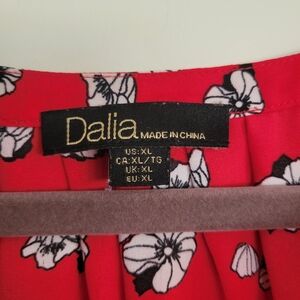 Dalia MADE IN CHINA
US:XL
CA:XL/TG
UK:XL
EU:XL